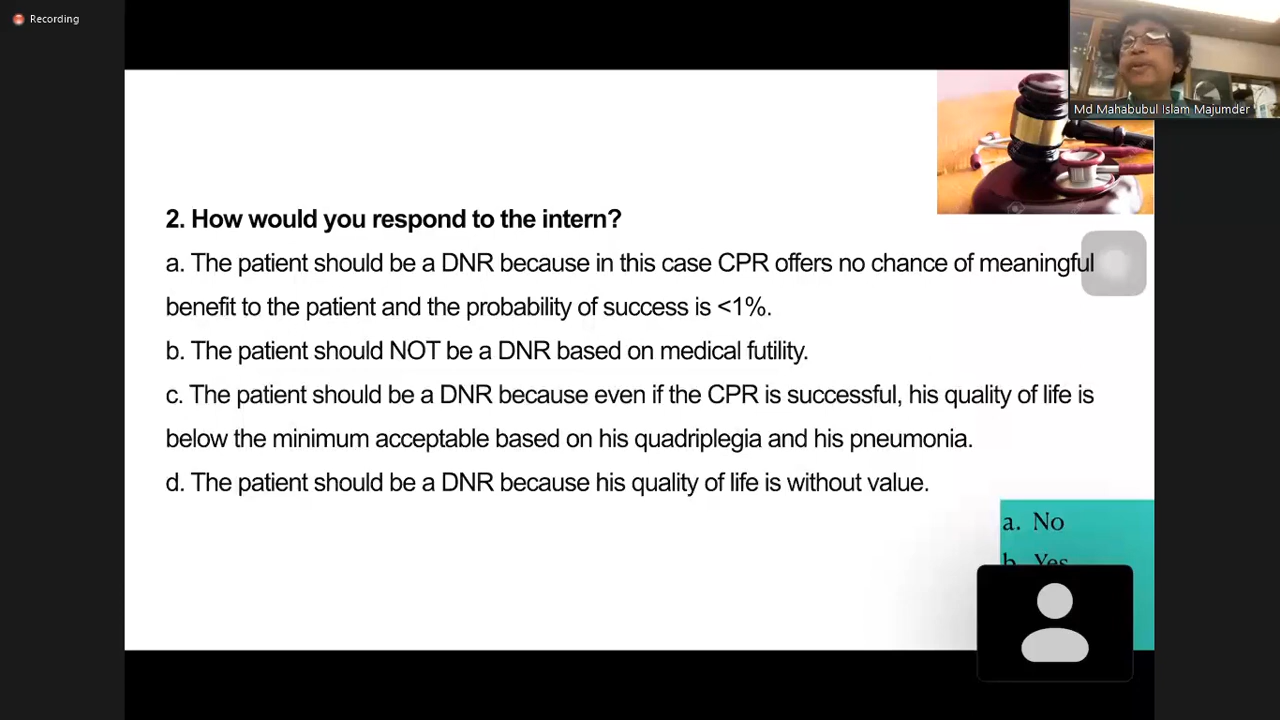 Recording
Md Mahabubul Islam Majumder
2. How would you respond to the intern?
a. The patient should be a DNR because in this case CPR offers no chance of meaningful
benefit to the patient and the probability of success is <1%.
b. The patient should NOT be a DNR based on medical futility.
c. The patient should be a DNR because even if the CPR is successful, his quality of life is
below the minimum acceptable based on his quadriplegia and his pneumonia.
d. The patient should be a DNR because his quality of life is without value.
a. No
b. Yes